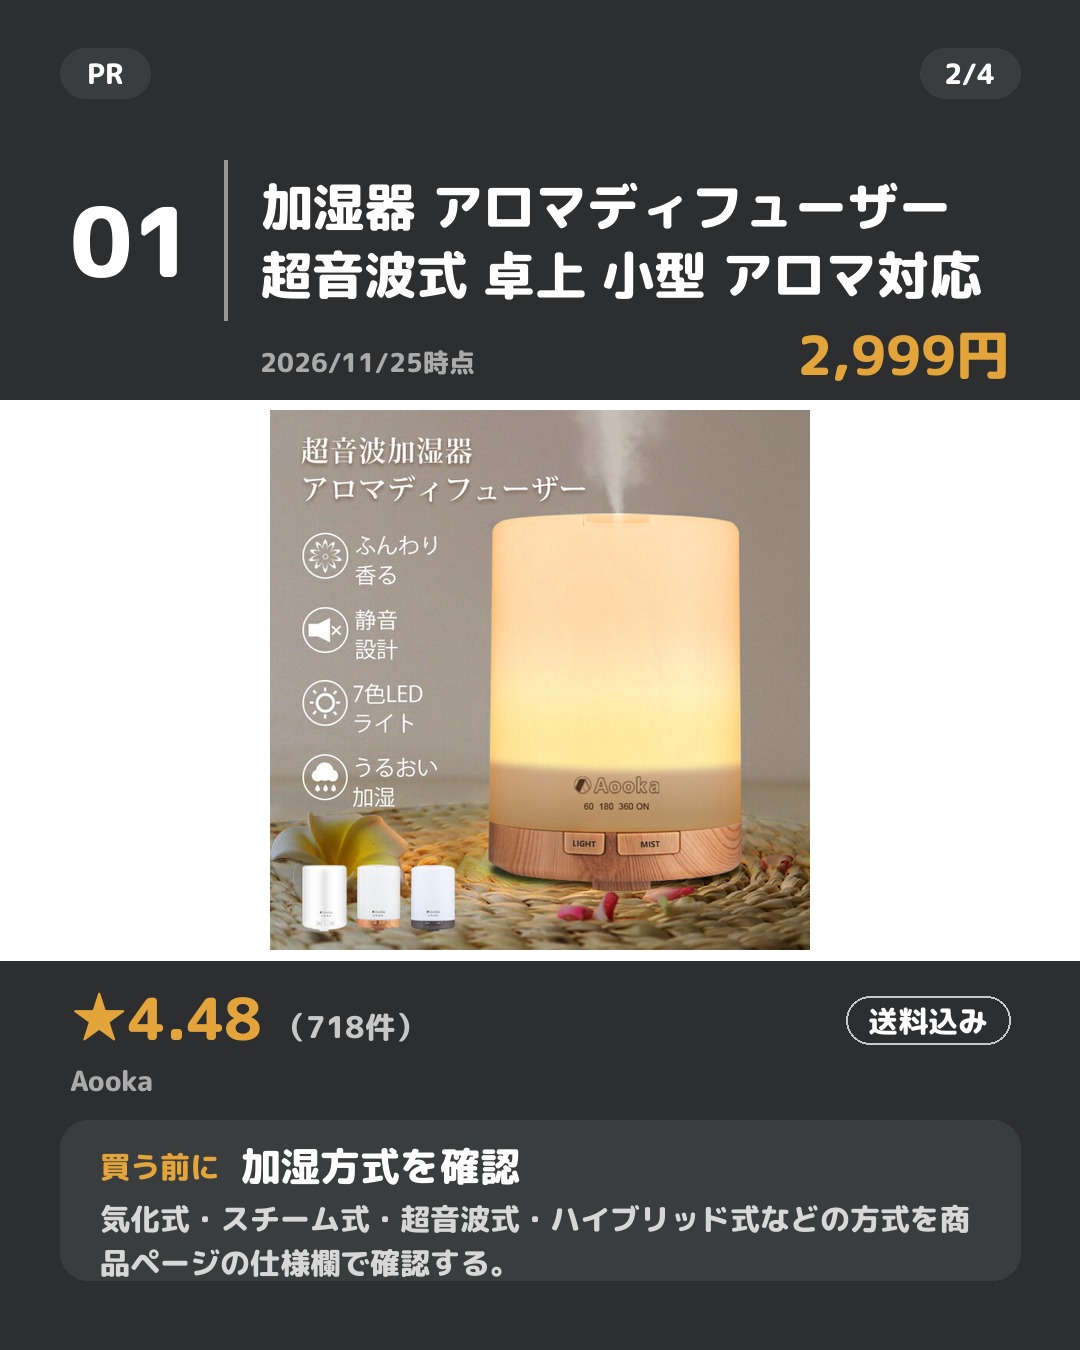 PR
2/4
01
加湿器 アロマディフューザー
超音波式 卓上 小型 アロマ対応
2026/11/25時点
2,999円
超音波加湿器
アロマディフューザー
ふんわり
香る
静音
設計
7色LED
ライト
うるおい
加湿
Aooka
60 180 360 ON
LIGHT
MIST
Aooka
Aooka
Aooka
★4.48
（718件）
送料込み
Aooka
買う前に 加湿方式を確認
気化式・スチーム式・超音波式・ハイブリッド式などの方式を商
品ページの仕様欄で確認する。